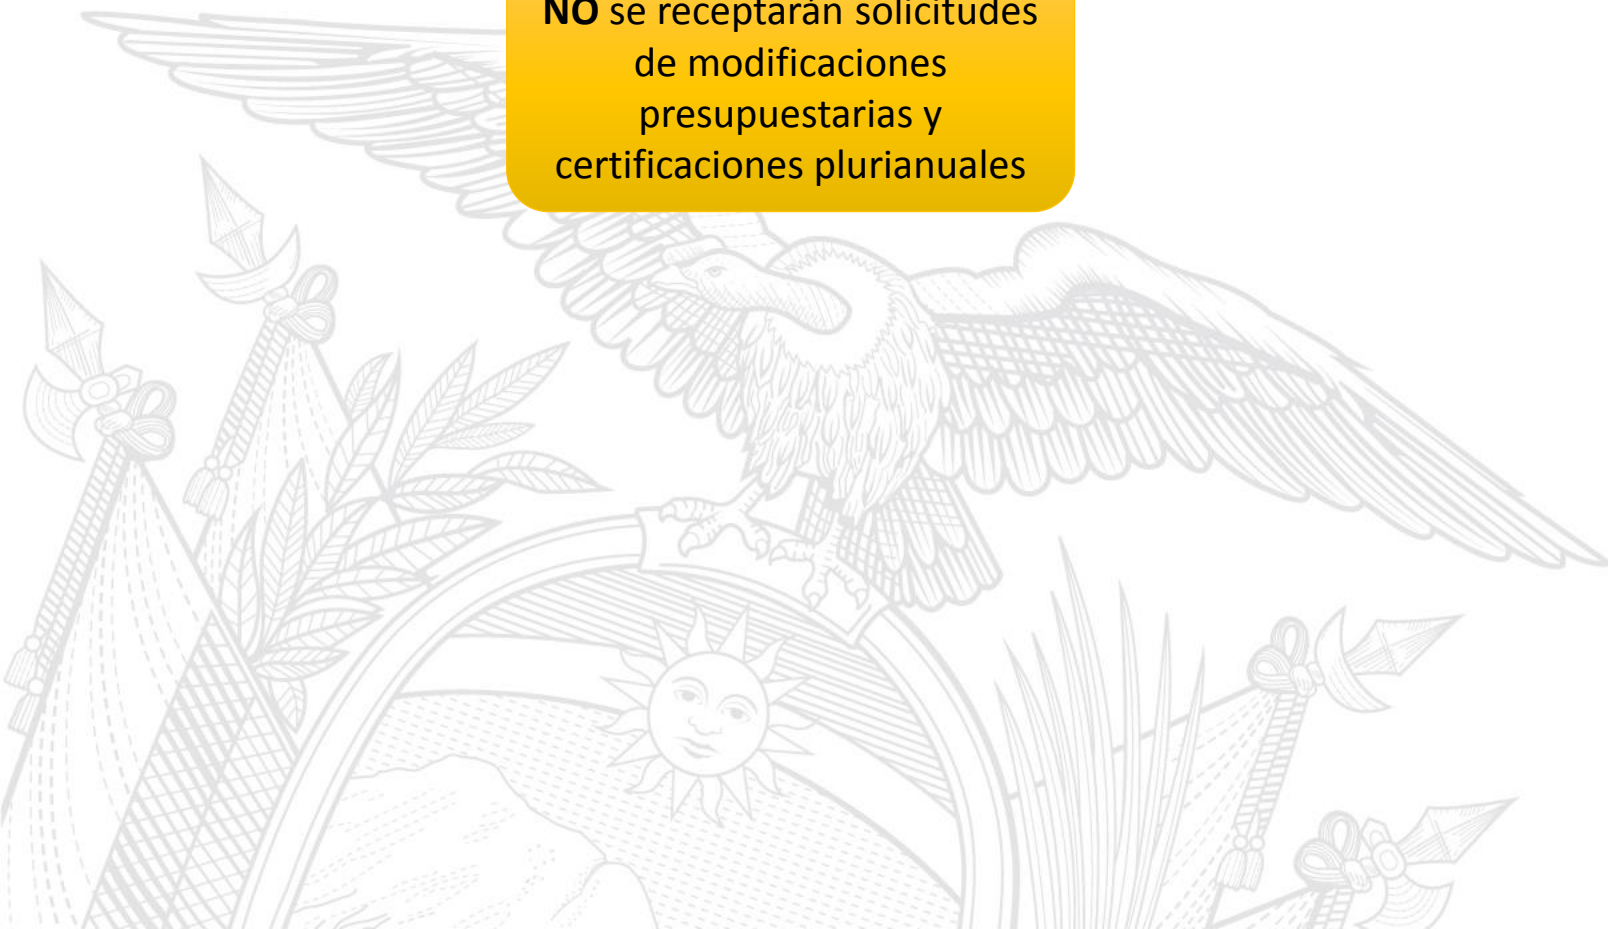 NO se receptarán solicitudes
de modificaciones
presupuestarias y
certificaciones plurianuales